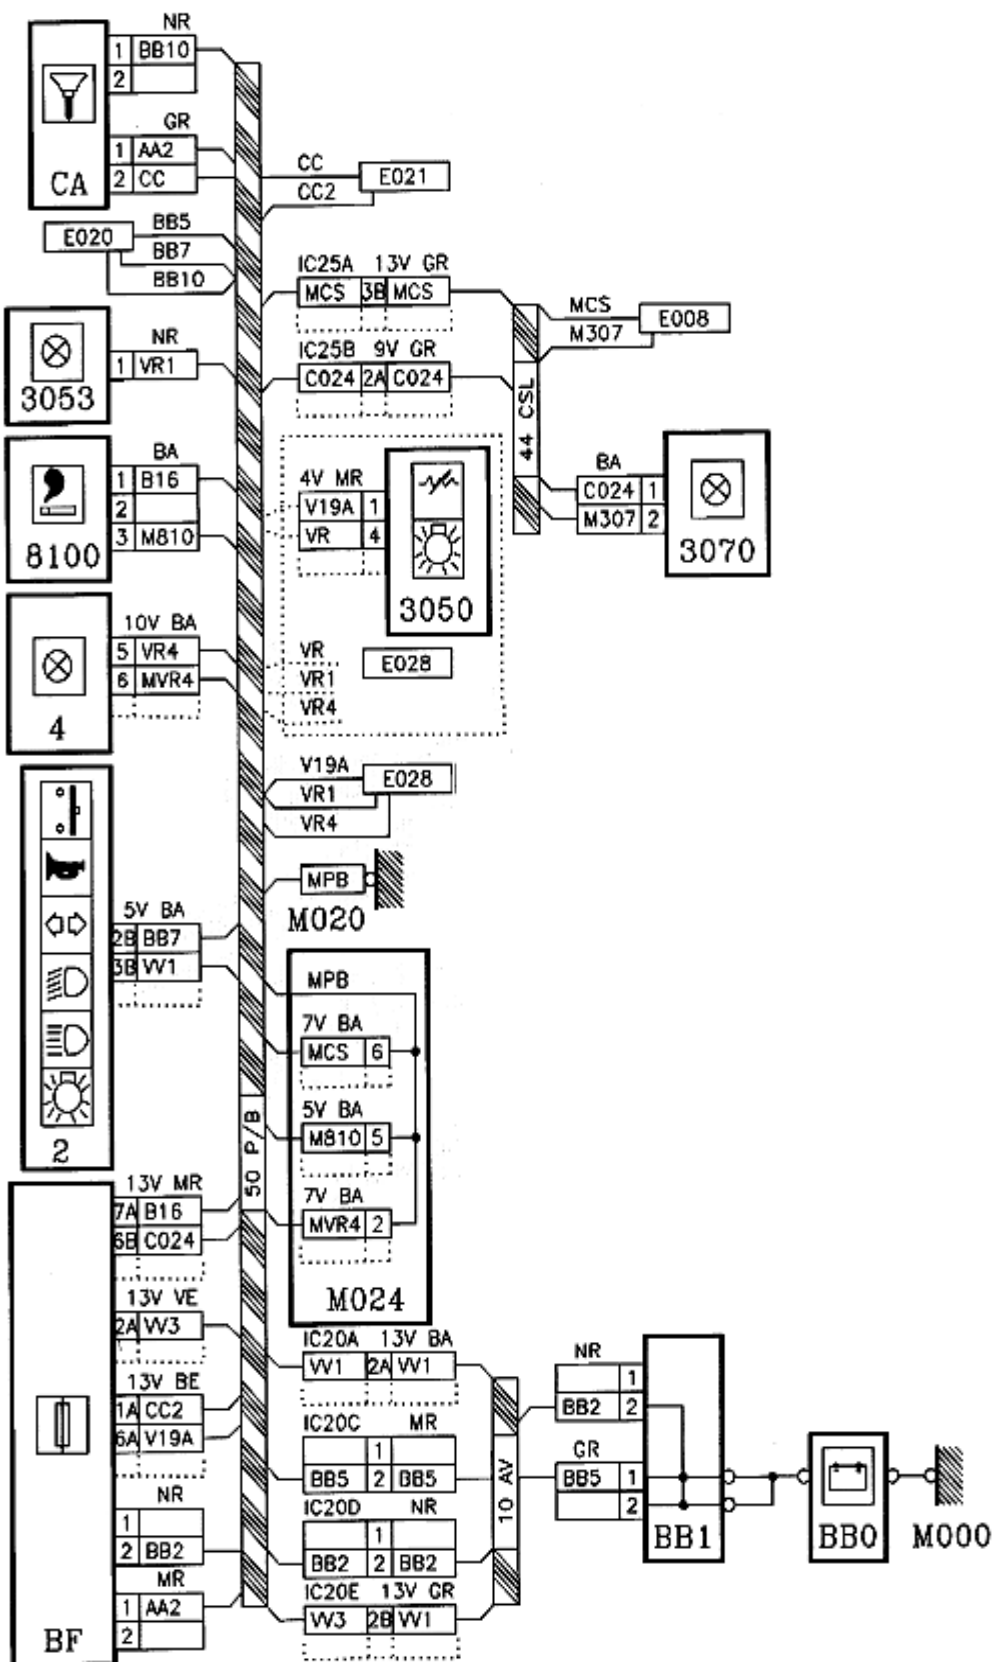 NR
1 BB10
2
GR
1 AA2
2 CC
CA
CC
E021
CC2
E020
BB5
BB7
BB10
IC25A 13V GR
MCS 3B MCS
MCS
E008
M307
IC25B 9V GR
C024 2A C024
NR
1 VR1
3053
44 CSL
BA
1 B16
2
3 M810
8100
4V MR
V19A 1
VR 4
3050
BA
C024 1
M307 2
3070
10V BA
5 VR4
6 MVR4
4
VR
E028
VR1
VR4
V19A
E028
VR1
VR4
MPB
M020
5V BA
2B BB7
3B VV1
2
MPB
7V BA
MCS 6
5V BA
M810 5
7V BA
MVR4 2
M024
50 P/B
13V MR
7A B16
6B C024
13V VE
2A VV3
13V BE
1A CC2
6A V19A
NR
1
2 BB2
MR
1 AA2
2
BF
IC20A 13V BA
VV1 2A VV1
IC20C MR
1
BB5 2 BB5
IC20D NR
1
BB2 2 BB2
IC20E 13V GR
VV3 2B VV1
10 AV
NR
1
BB2 2
GR
BB5 1
2
BB1
BB0
M000